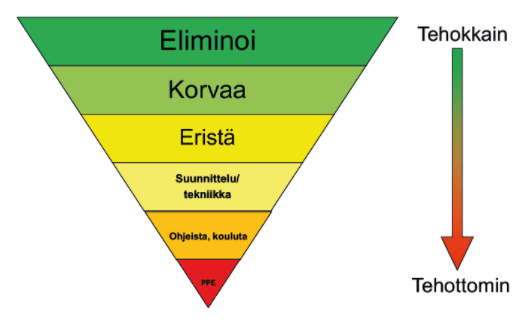 Eliminoi
Korvaa
Eristä
Suunnittelu/
tekniikka
Ohjeista, kouluta
PPE
Tehokkain
Tehottomin